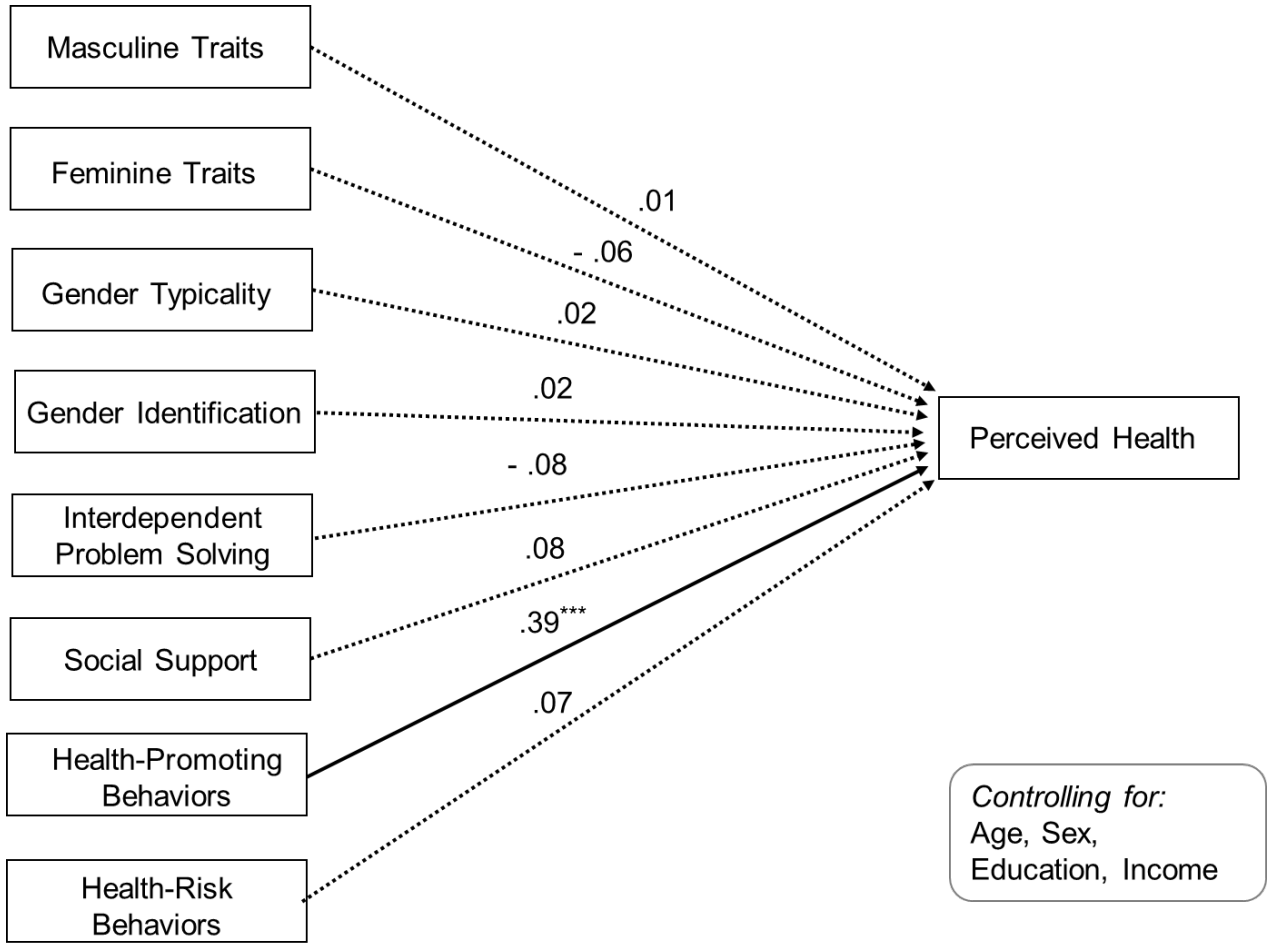 Masculine Traits
Feminine Traits
Gender Typicality
Gender Identification
Interdependent
Problem Solving
Social Support
Health-Promoting
Behaviors
Health-Risk
Behaviors
.01
- .06
.02
.02
- .08
.08
.39***
.07
Perceived Health
Controlling for:
Age, Sex,
Education, Income